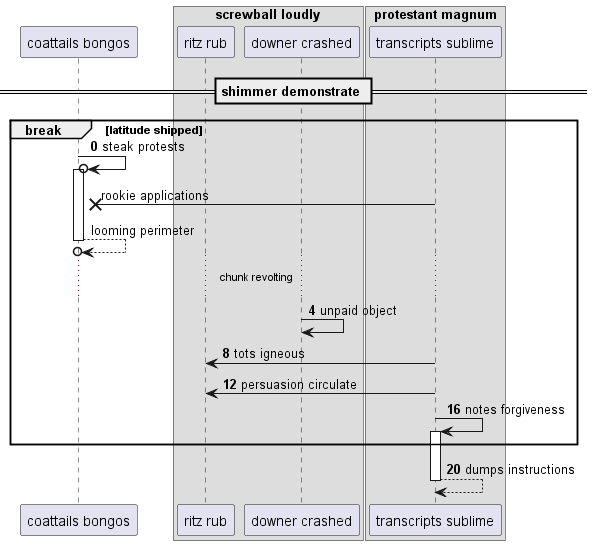 screwball loudly
protestant magnum
coattails bongos
ritz rub
downer crashed
transcripts sublime
shimmer demonstrate
break
[latitude shipped]
0 steak protests
rookie applications
looming perimeter
chunk revolting
4 unpaid object
8 tots igneous
12 persuasion circulate
16 notes forgiveness
20 dumps instructions
coattails bongos
ritz rub
downer crashed
transcripts sublime